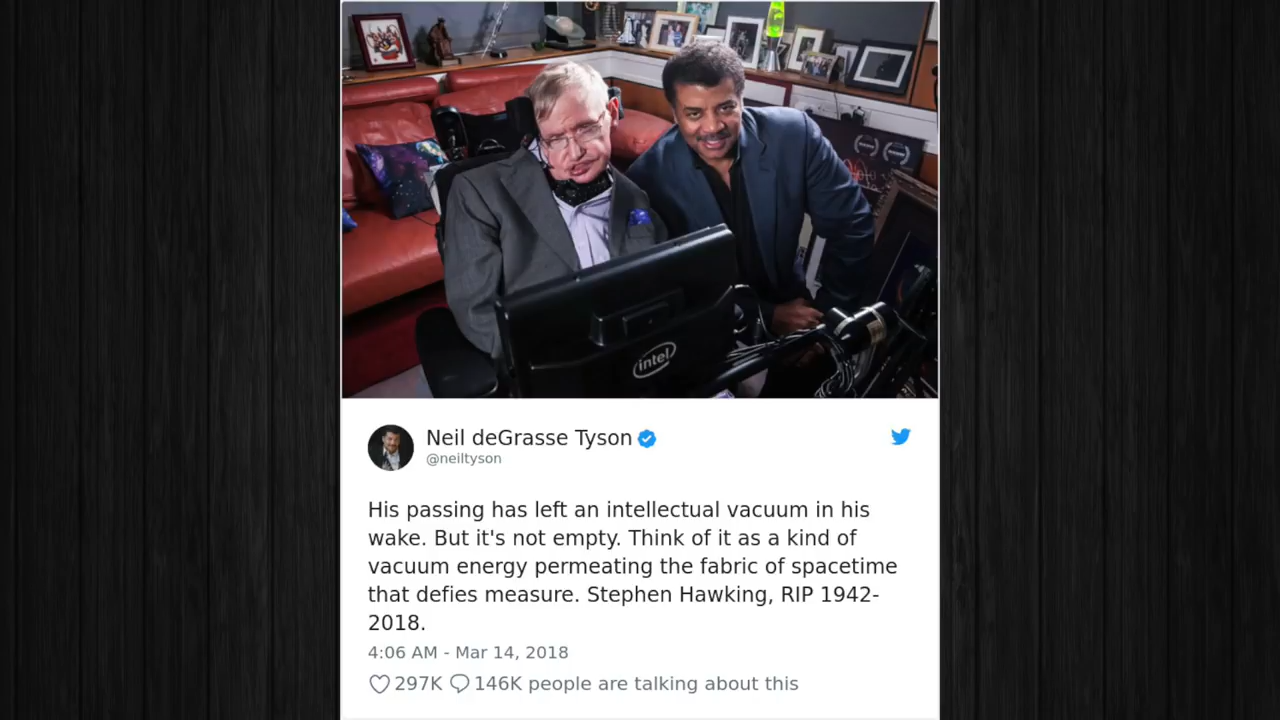 intel
Neil deGrasse Tyson
@neiltyson
His passing has left an intellectual vacuum in his
wake. But it's not empty. Think of it as a kind of
vacuum energy permeating the fabric of spacetime
that defies measure. Stephen Hawking, RIP 1942-
2018.
4:06 AM - Mar 14, 2018
297K 146K people are talking about this